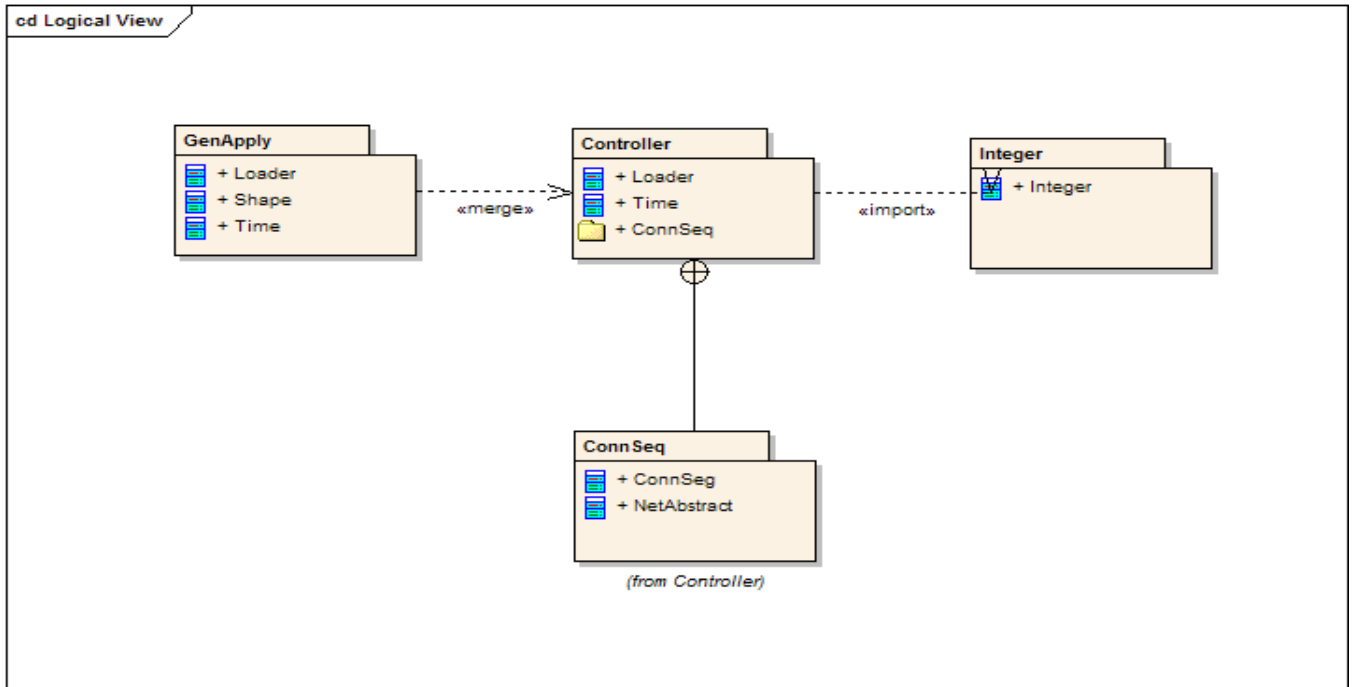 cd Logical View
GenApply
+ Loader
+ Shape
+ Time
«merge»
Controller
+ Loader
+ Time
+ ConnSeq
«import»
Integer
+ Integer
ConnSeq
+ ConnSeg
+ NetAbstract
(from Controller)